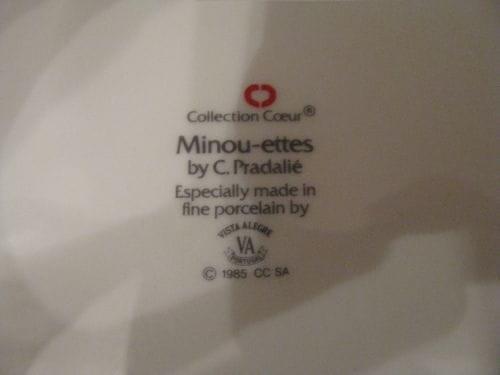 Collection Cœur®
Minou-ettes
by C. Pradalié
Especially made in
fine porcelain by
VISTA ALEGRE
VA
PORTUGAL
© 1985 CC SA